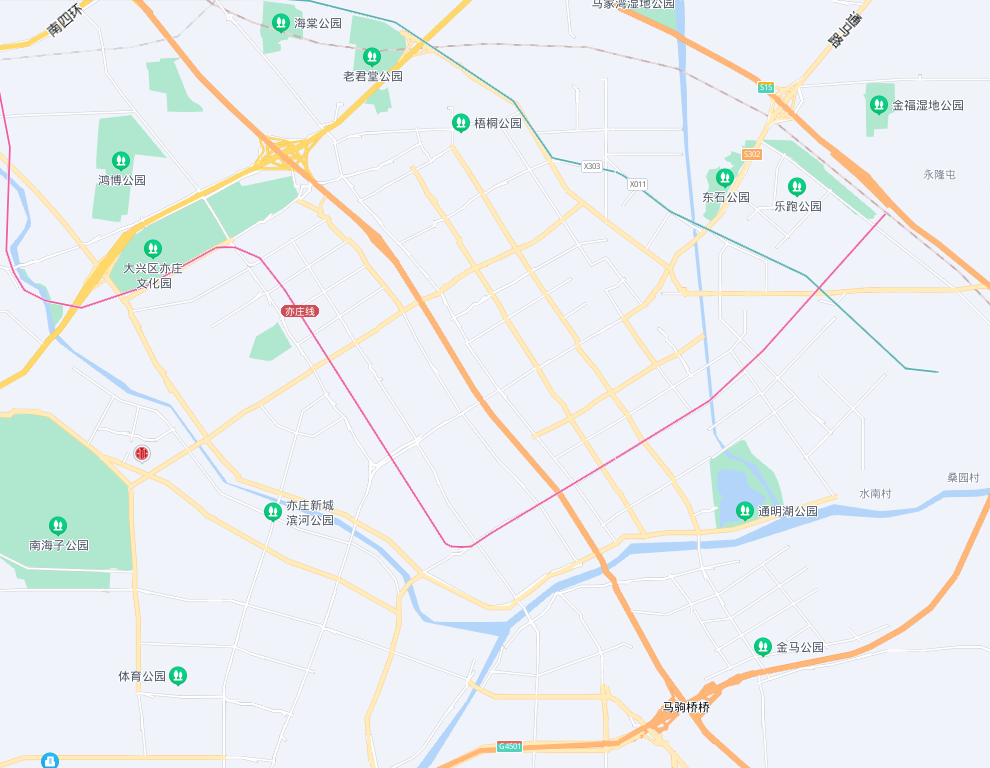 马家湾湿地公园
南四环
海棠公园
通马路
老君堂公园
S15
金福湿地公园
梧桐公园
S302
X303
鸿博公园
永隆屯
X011
东石公园
乐跑公园
大兴区亦庄
文化园
亦庄线
桑园村
水南村
亦庄新城
滨河公园
通明湖公园
南海子公园
金马公园
体育公园
马驹桥桥
G4501